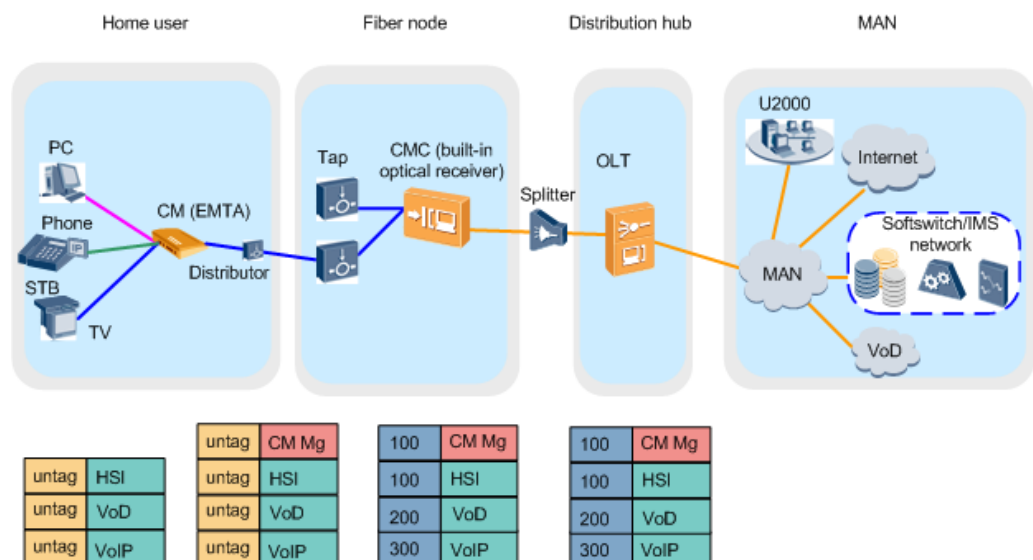 Home user
Fiber node
Distribution hub
MAN
U2000
PC
Tap
CMC (built-in
optical receiver)
OLT
Internet
Splitter
CM (EMTA)
Phone
IP
Softswitch/IMS
network
Distributor
MAN
STB
TV
VoD
untag CM Mg
100 CM Mg
100 CM Mg
untag HSI
untag HSI
100 HSI
100 HSI
untag VoD
untag VoD
200 VoD
200 VoD
untag VoIP
untag VoIP
300 VoIP
300 VoIP